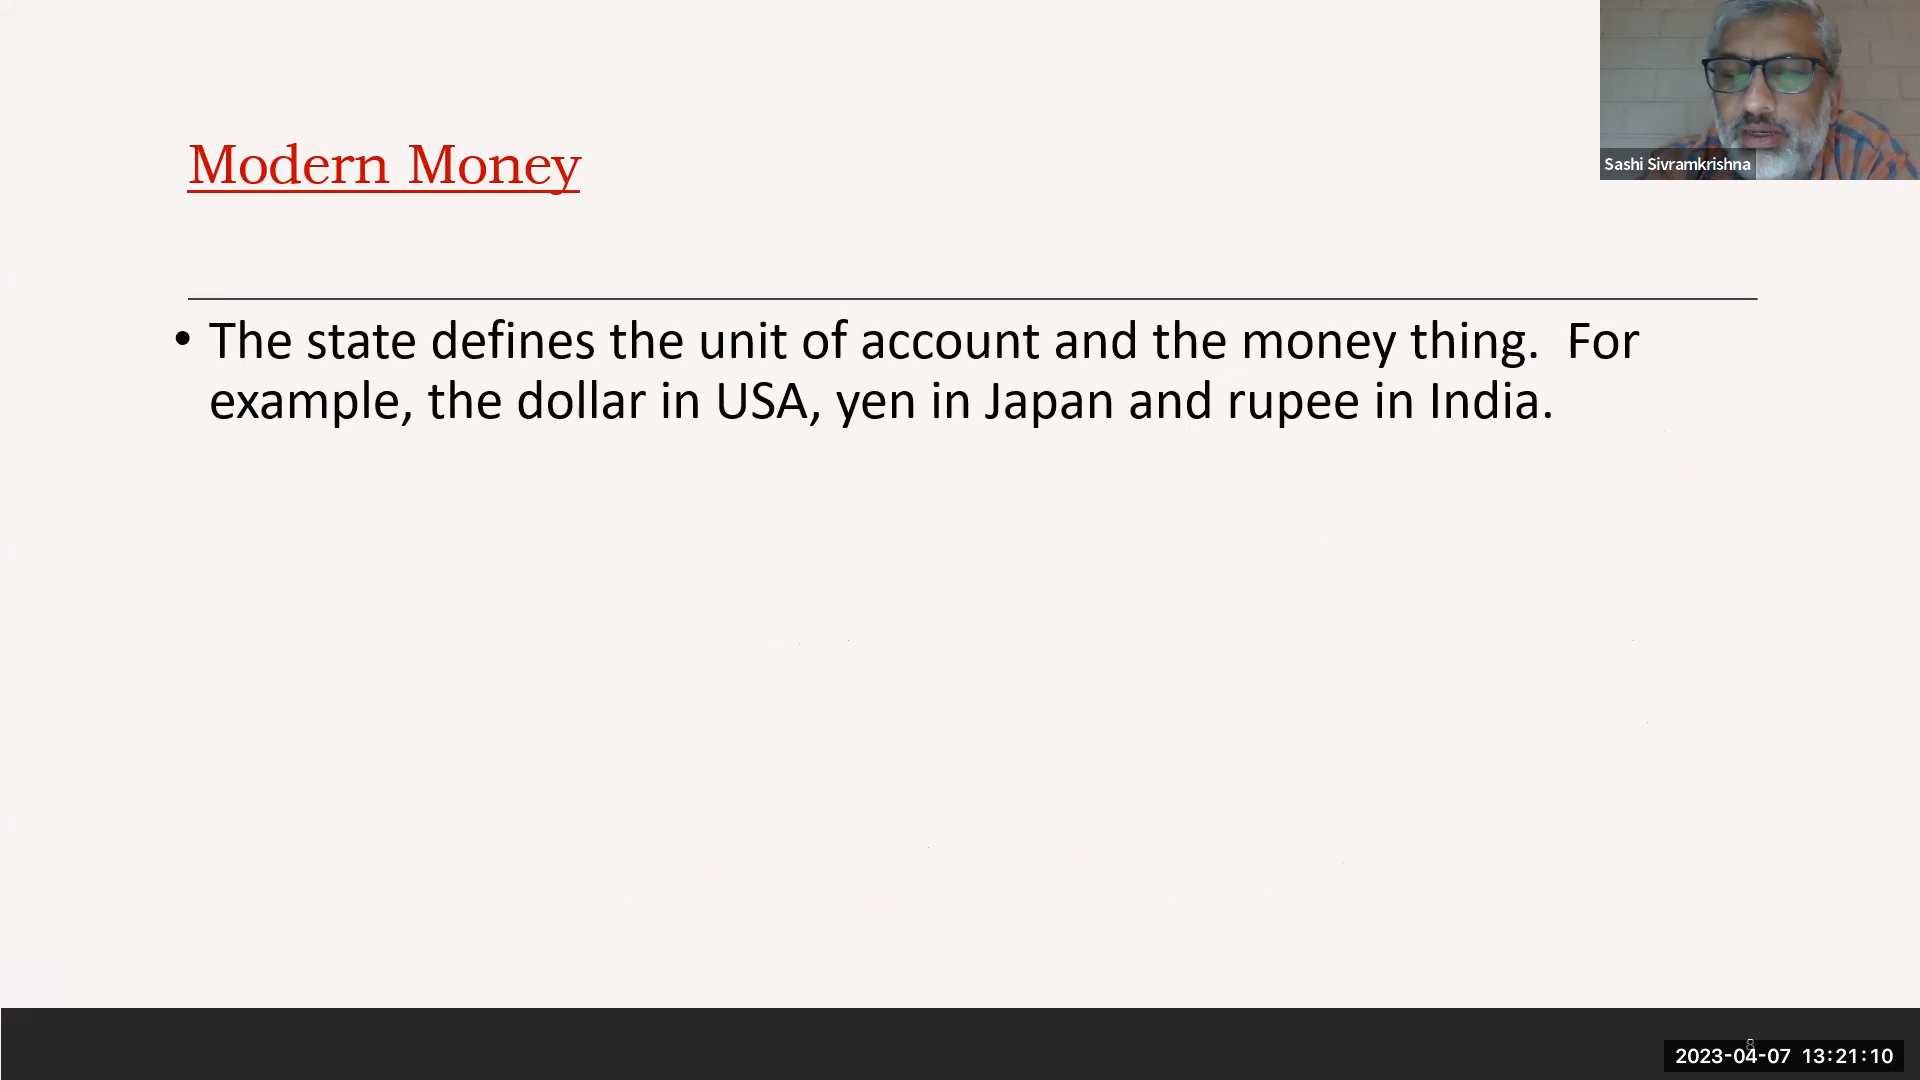 Modern Money
Sashi Sivramkrishna
• The state defines the unit of account and the money thing.  For
example, the dollar in USA, yen in Japan and rupee in India.
8
2023-04-07 13:21:10